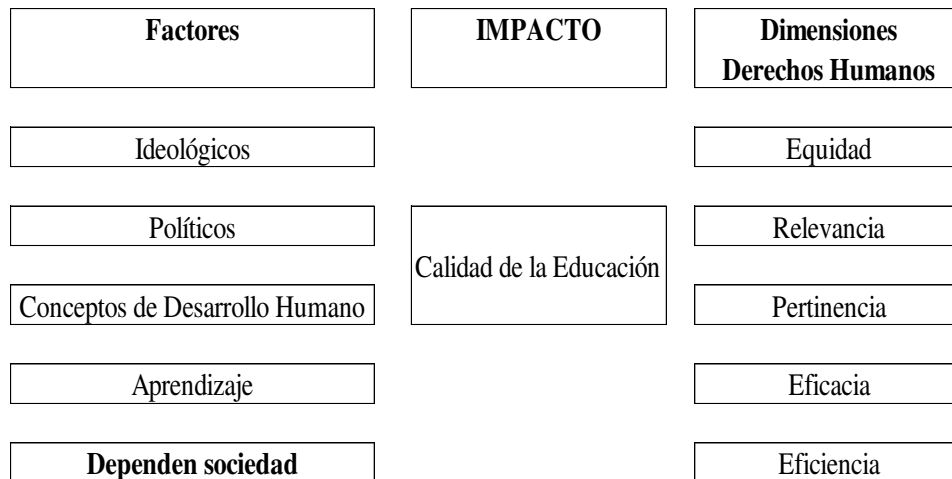 Factores
IMPACTO
Dimensiones
Derechos Humanos
Ideológicos
Equidad
Políticos
Relevancia
Calidad de la Educación
Conceptos de Desarrollo Humano
Pertinencia
Aprendizaje
Eficacia
Dependen sociedad
Eficiencia